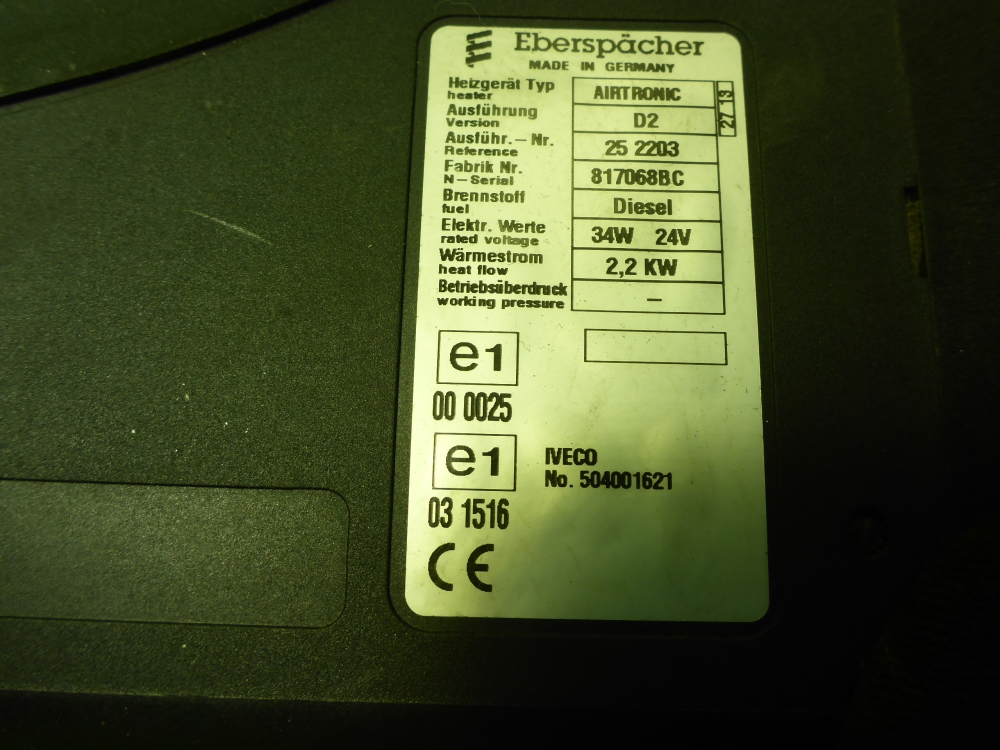 Eberspächer
MADE IN GERMANY
Heizgerät Typ
heater
AIRTRONIC
27 13
Ausführung
Version
D2
Ausführ.-Nr.
Reference
25 2203
Fabrik Nr.
N-Serial
817068BC
Brennstoff
fuel
Diesel
Elektr. Werte
rated voltage
34W 24V
Wärmestrom
heat flow
2,2 KW
Betriebsüberdruck
working pressure
–
e1
00 0025
e1
03 1516
IVECO
No. 504001621
CE